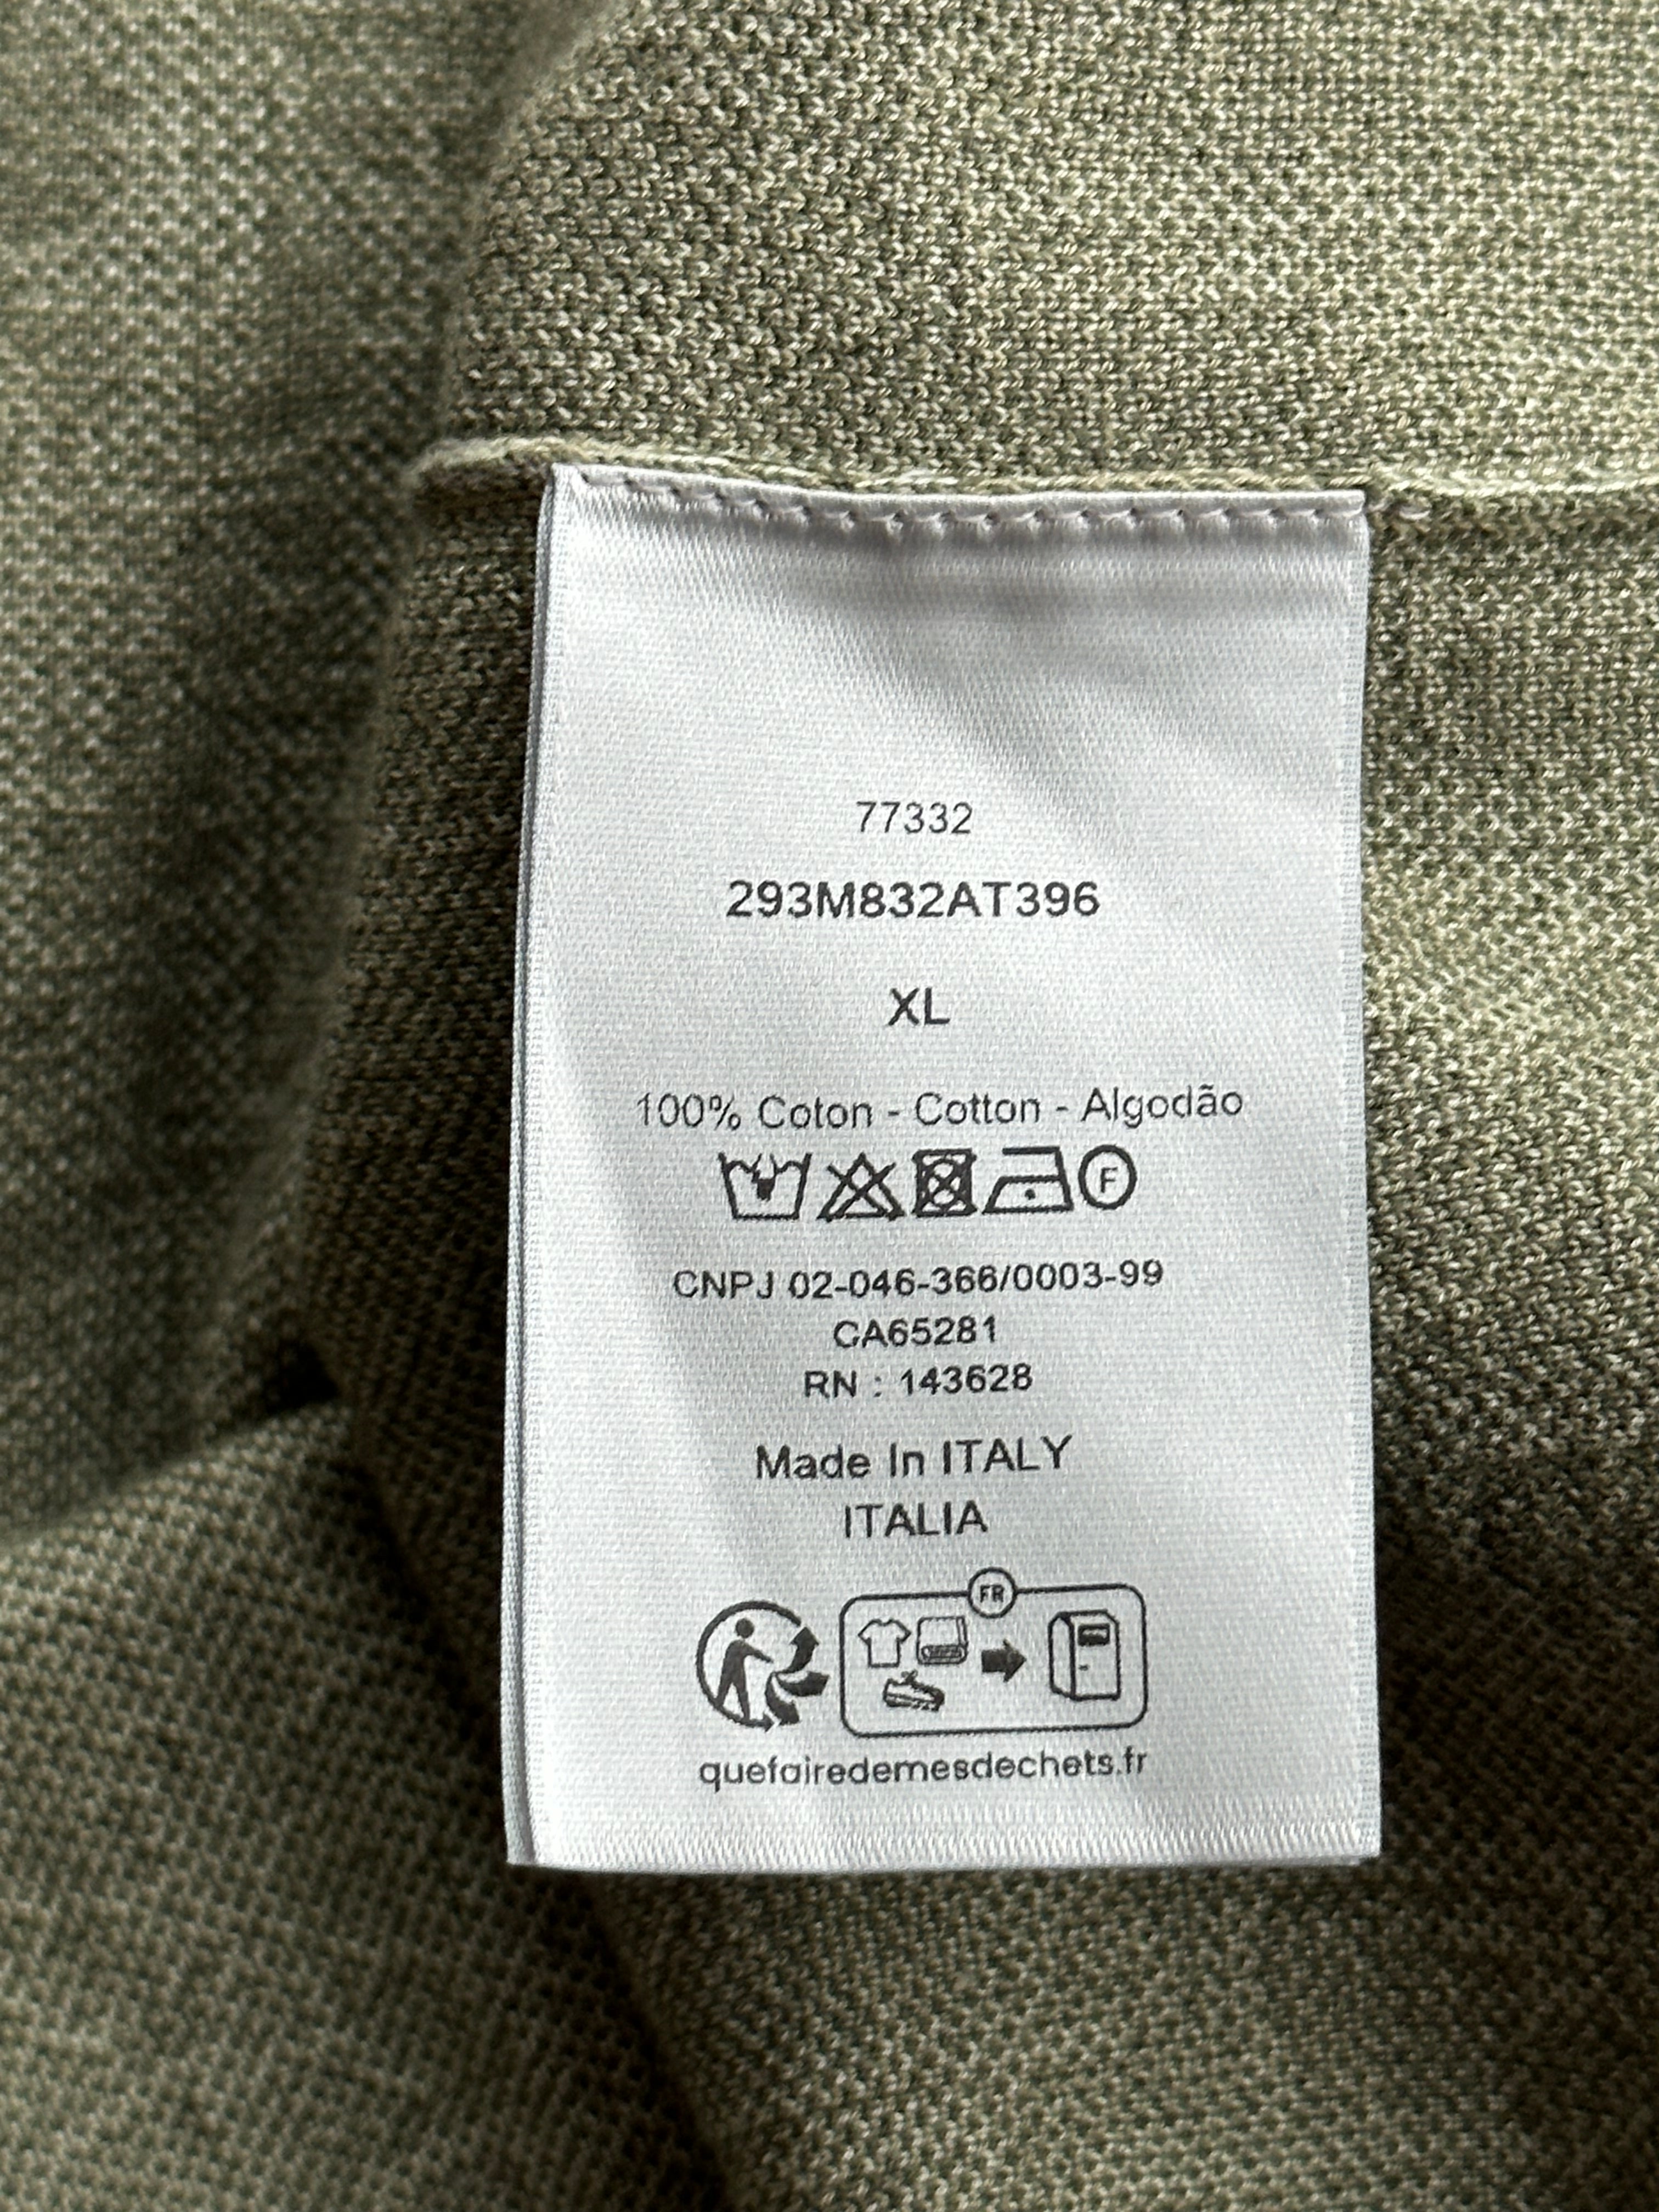 77332
293M832AT396
XL
100% Coton - Cotton - Algodão
F
CNPJ 02-046-366/0003-99
CA65281
RN : 143628
Made In ITALY
ITALIA
FR
quefairedemesdechets.fr